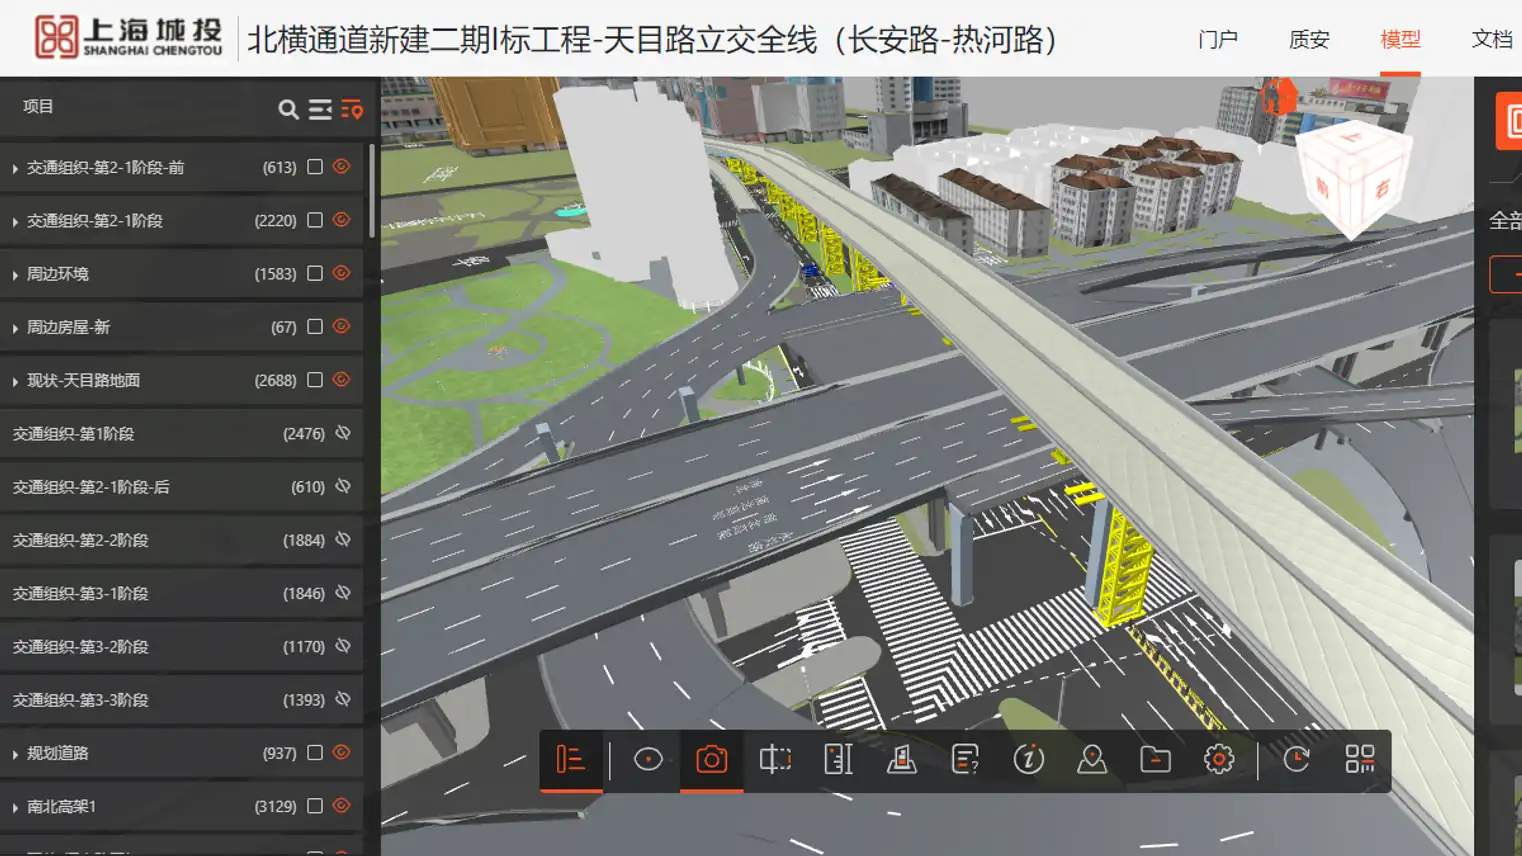 上海城投
SHANGHAI CHENGTOU
北横通道新建二期I标工程-天目路立交全线（长安路-热河路）
门户
质安
模型
文档
项目
交通组织-第2-1阶段-前 (613)
交通组织-第2-1阶段 (2220)
周边环境 (1583)
周边房屋-新 (67)
现状-天目路地面 (2688)
交通组织-第1阶段 (2476)
交通组织-第2-1阶段-后 (610)
交通组织-第2-2阶段 (1884)
交通组织-第3-1阶段 (1846)
交通组织-第3-2阶段 (1170)
交通组织-第3-3阶段 (1393)
规划道路 (937)
南北高架1 (3129)
上
前
右
全部